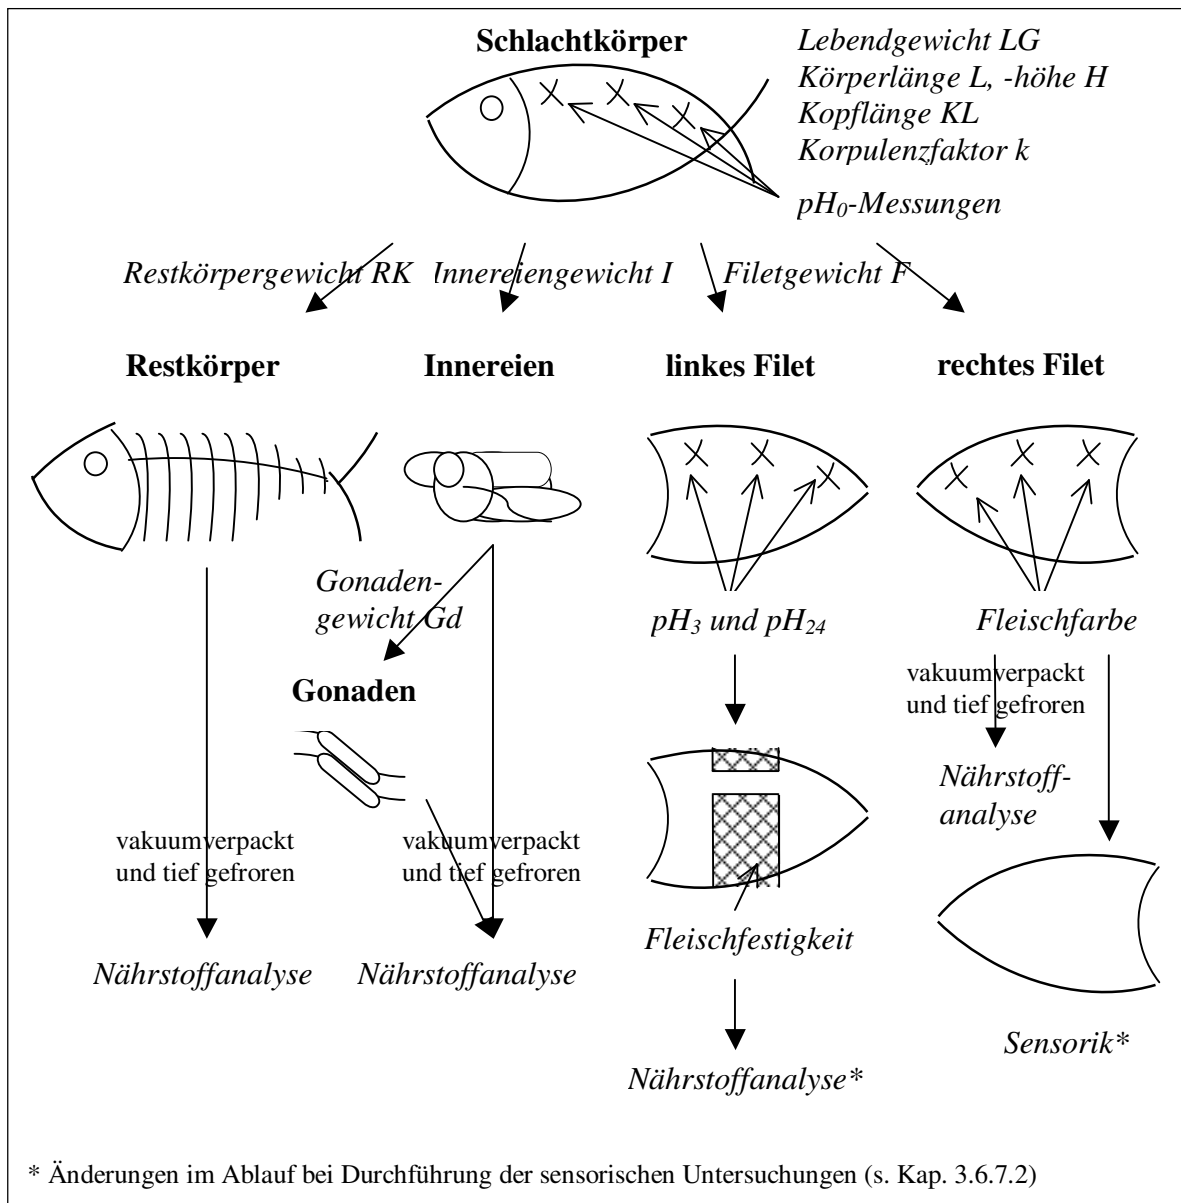 Schlachtkörper
Lebendgewicht LG
Körperlänge L, -höhe H
Kopflänge KL
Korpulenzfaktor k
pH0-Messungen
Restkörpergewicht RK
Innereiengewicht I
Filetgewicht F
Restkörper
Innereien
linkes Filet
rechtes Filet
Gonaden-
gewicht Gd
pH3 und pH24
Fleischfarbe
Gonaden
vakuumverpackt
und tief gefroren
Nährstoff-
analyse
vakuumverpackt
und tief gefroren
vakuumverpackt
und tief gefroren
Fleischfestigkeit
Nährstoffanalyse
Nährstoffanalyse
Sensorik*
Nährstoffanalyse*
* Änderungen im Ablauf bei Durchführung der sensorischen Untersuchungen (s. Kap. 3.6.7.2)